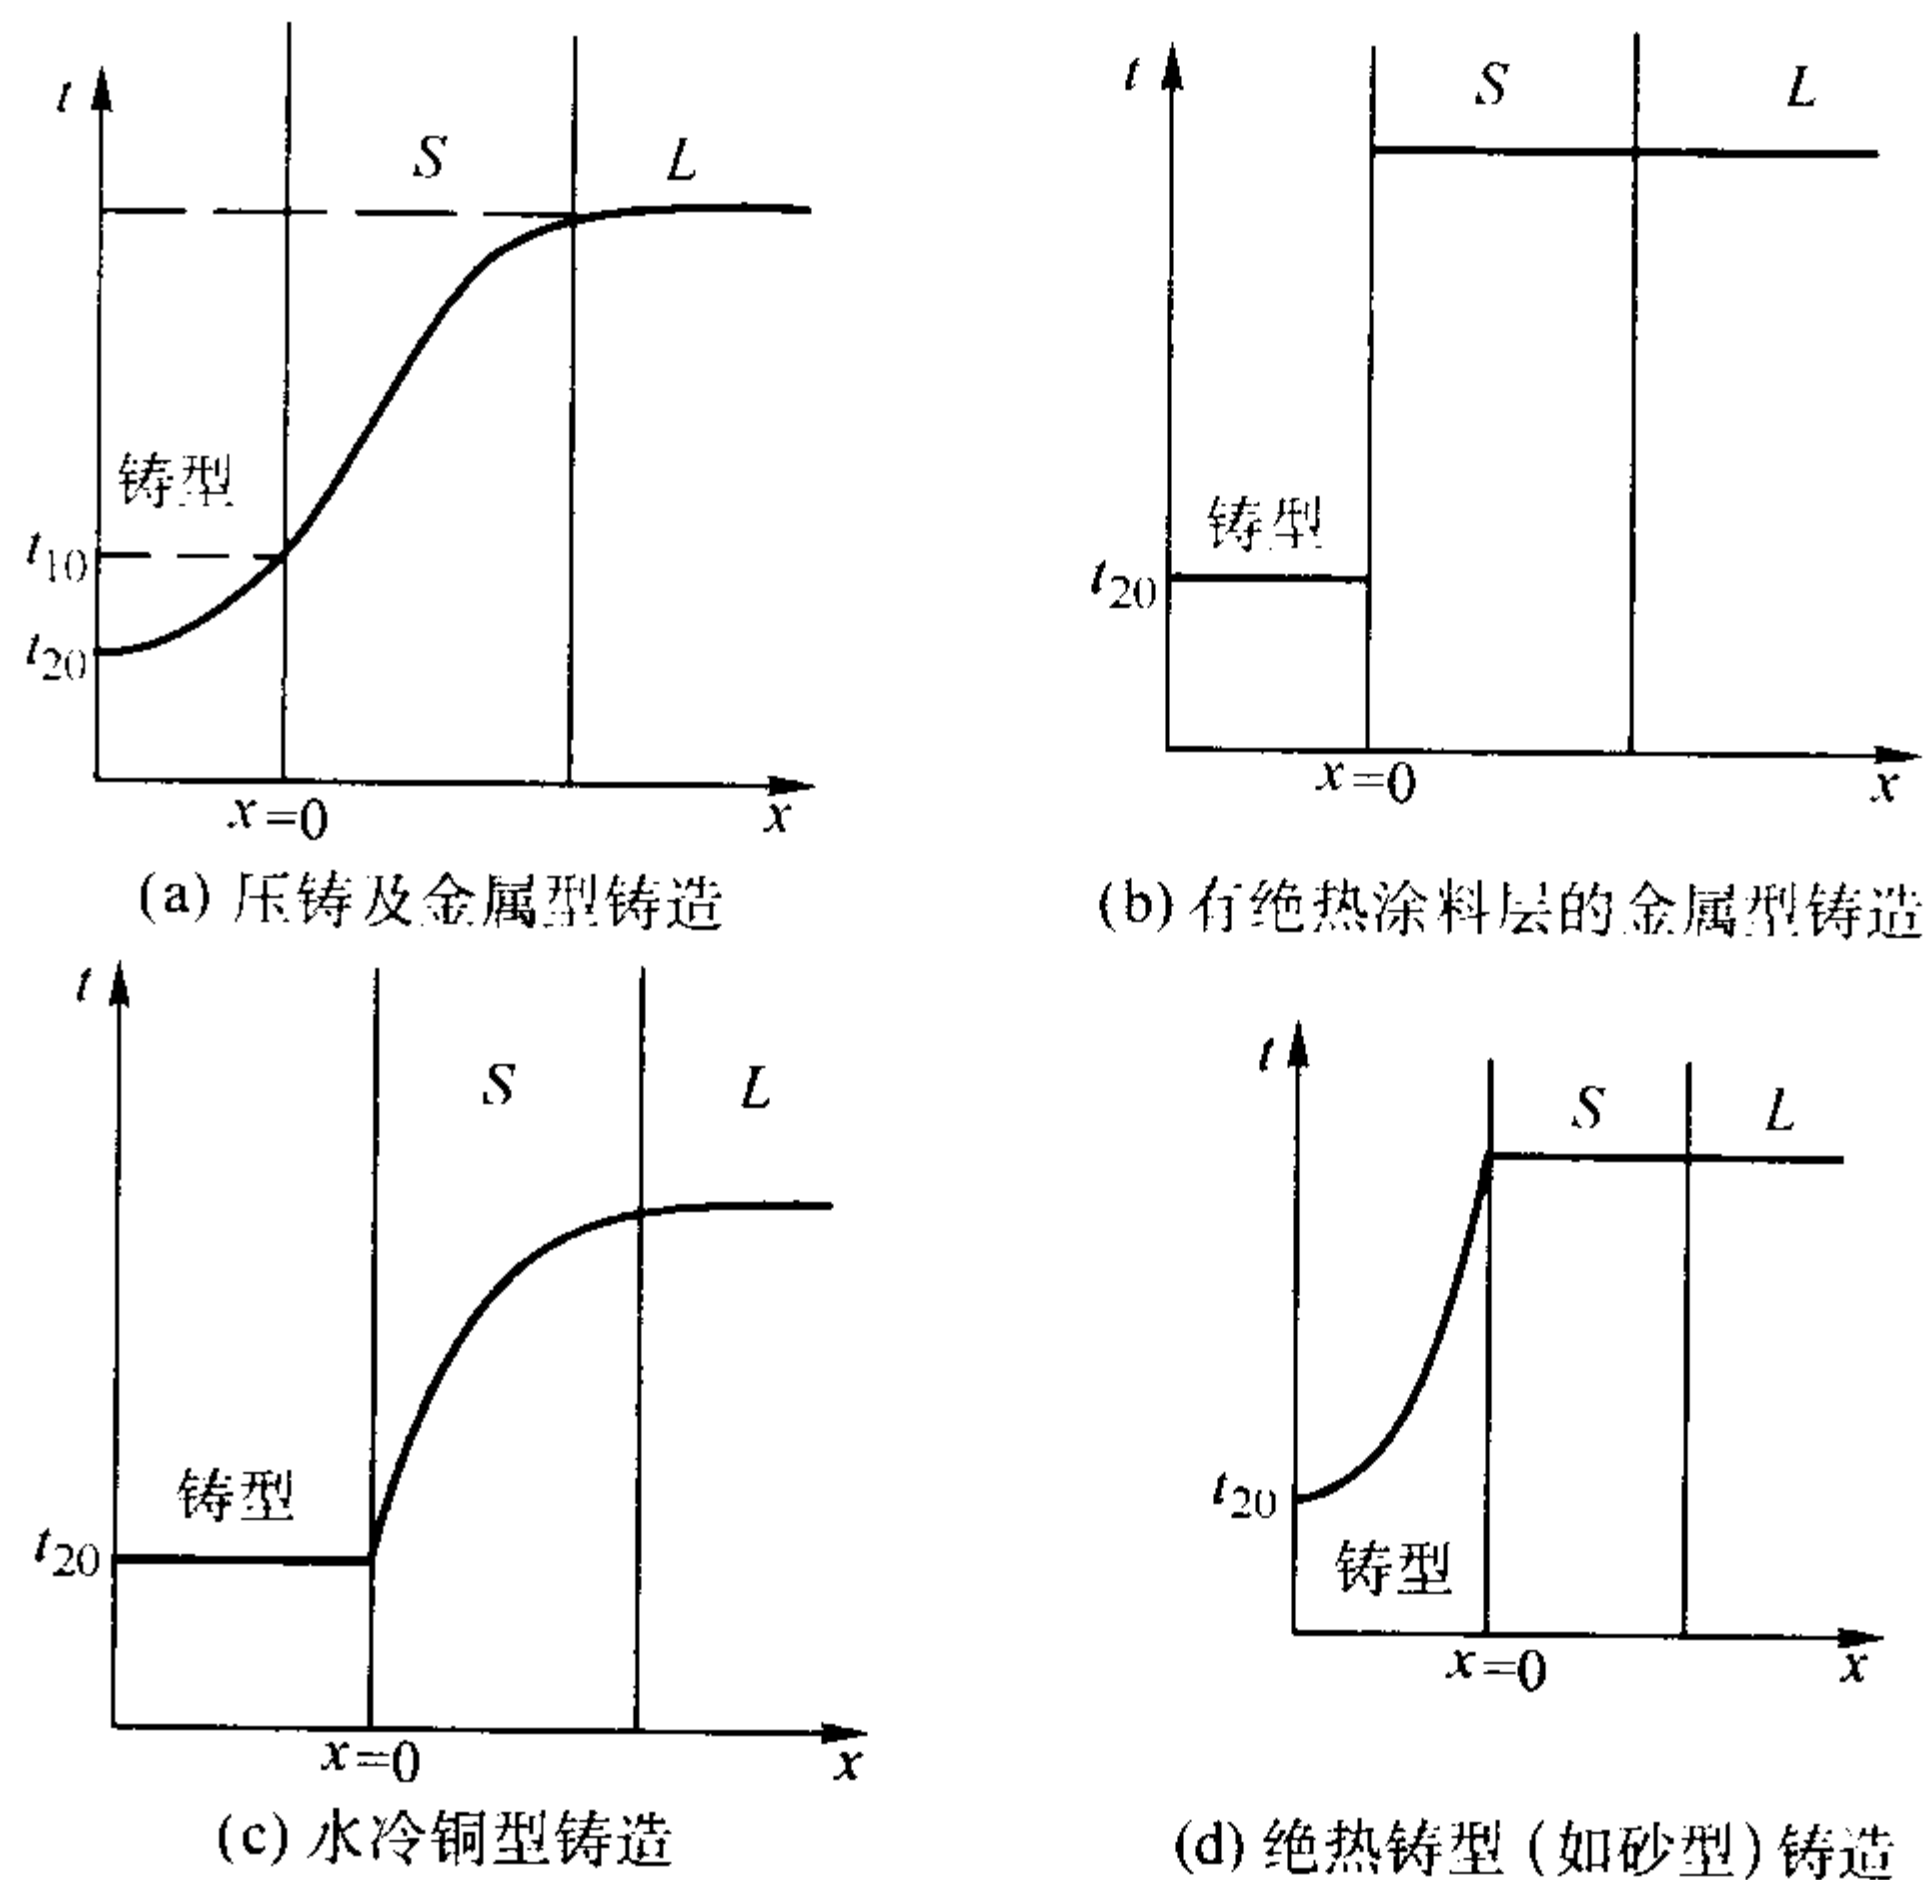 t
S
L
铸型
t10
t20
x=0
x
(a) 压铸及金属型铸造
t
S
L
铸型
t20
x=0
x
(b) 有绝热涂料层的金属型铸造
t
S
L
铸型
t20
x=0
x
(c) 水冷铜型铸造
t
S
L
t20
铸型
x=0
x
(d) 绝热铸型 (如砂型) 铸造